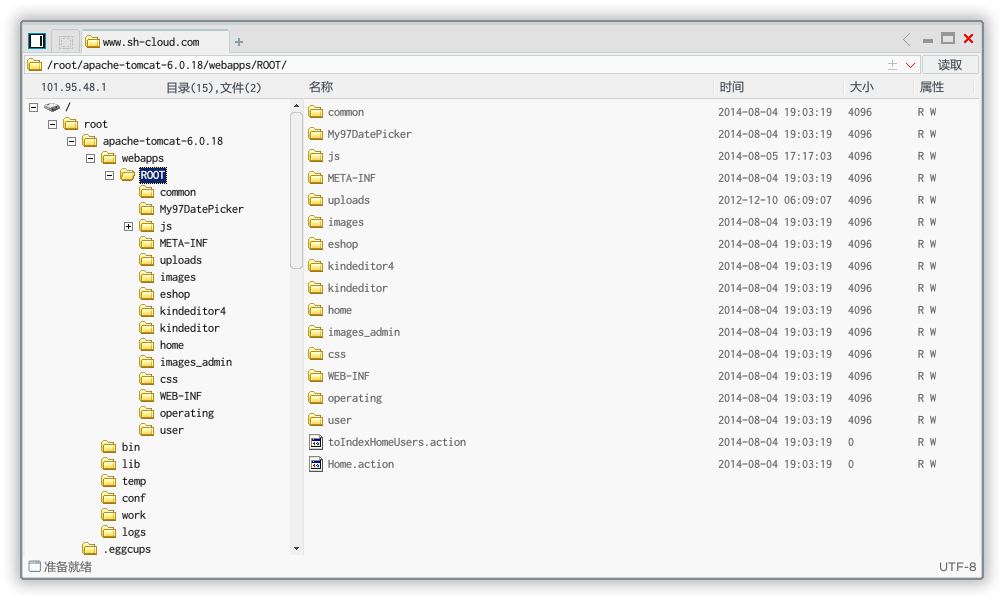 www.sh-cloud.com
/root/apache-tomcat-6.0.18/webapps/ROOT/
读取
101.95.48.1
目录(15),文件(2)
名称 时间 大小 属性
/
root
apache-tomcat-6.0.18
webapps
ROOT
common
My97DatePicker
js
META-INF
uploads
images
eshop
kindeditor4
kindeditor
home
images_admin
css
WEB-INF
operating
user
bin
lib
temp
conf
work
logs
.eggcups
common 2014-08-04 19:03:19 4096 R W
My97DatePicker 2014-08-04 19:03:19 4096 R W
js 2014-08-05 17:17:03 4096 R W
META-INF 2014-08-04 19:03:19 4096 R W
uploads 2012-12-10 06:09:07 4096 R W
images 2014-08-04 19:03:19 4096 R W
eshop 2014-08-04 19:03:19 4096 R W
kindeditor4 2014-08-04 19:03:19 4096 R W
kindeditor 2014-08-04 19:03:19 4096 R W
home 2014-08-04 19:03:19 4096 R W
images_admin 2014-08-04 19:03:19 4096 R W
css 2014-08-04 19:03:19 4096 R W
WEB-INF 2014-08-04 19:03:19 4096 R W
operating 2014-08-04 19:03:19 4096 R W
user 2014-08-04 19:03:19 4096 R W
toIndexHomeUsers.action 2014-08-04 19:03:19 0 R W
Home.action 2014-08-04 19:03:19 0 R W
准备就绪
UTF-8